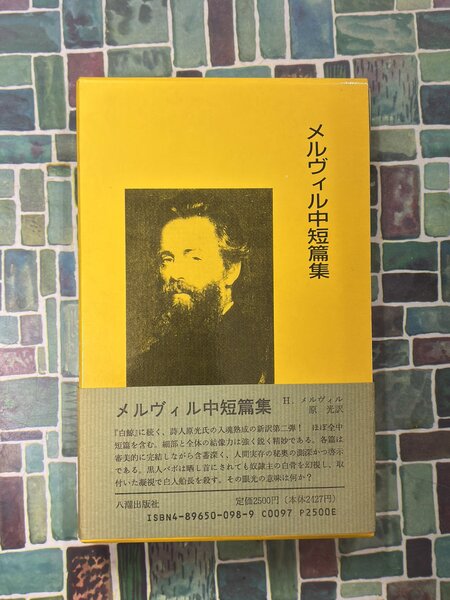 メルヴィル中短篇集
メルヴィル中短篇集
H. メルヴィル
原 光訳
『白鯨』に続く、詩人原光氏の入魂熟成の新訳第二弾! ほぼ全中
短篇を含む。細部と全体の結像力は強く鋭く精妙である。各篇は
審美的に完結しながら含蓄深く、人間実存の秘奥の淵深かつ啓示
である。黒人バボは晒し首にされても奴隷主の白骨を幻視し、取
付いた凝視で白人船長を殺す。その眼光の意味は何か?
八潮出版社
定価2500円(本体2427円)
ISBN4-89650-098-9 C0097 P2500E